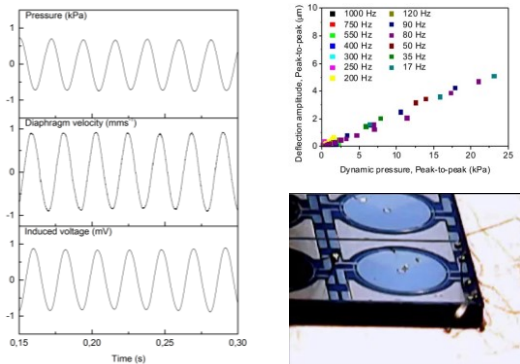 Pressure (kPa)
1
0
-1
Diaphragm velocity (mms⁻)
1
0
-1
Induced voltage (mV)
1
0
-1
0,15 0,20 0,25 0,30
Time (s)
Deflection amplitude, Peak-to-peak (μm)
10
8
6
4
2
0
1000 Hz 120 Hz
750 Hz 90 Hz
550 Hz 80 Hz
400 Hz 50 Hz
300 Hz 35 Hz
250 Hz 17 Hz
200 Hz
0 5 10 15 20 25
Dynamic pressure, Peak-to-peak (kPa)